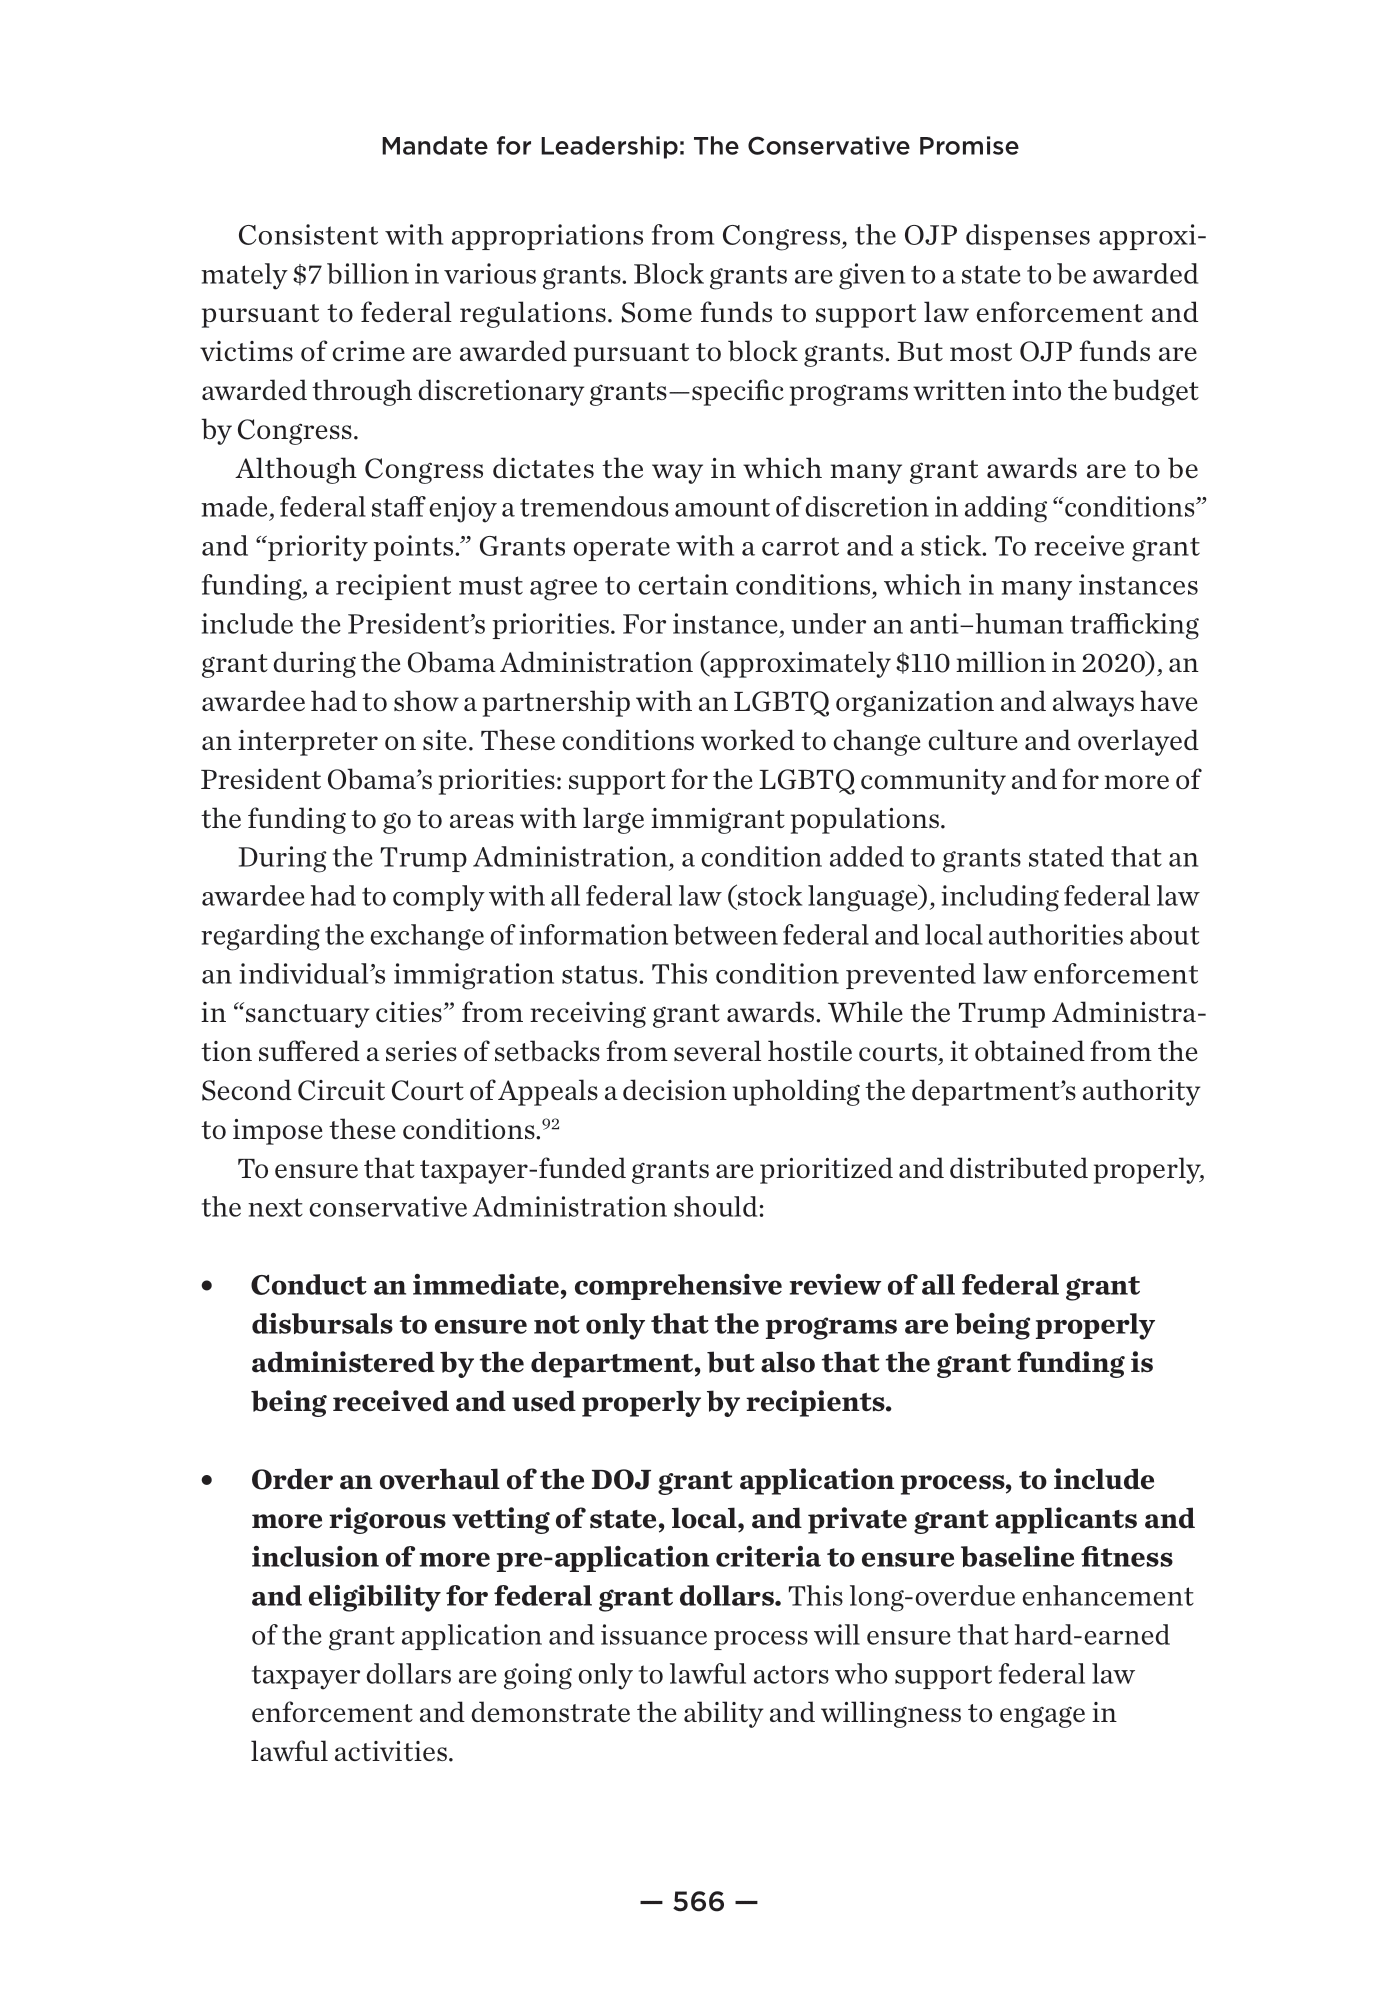 Mandate for Leadership: The Conservative Promise
Consistent with appropriations from Congress, the OJP dispenses approxi-
mately $7 billion in various grants. Block grants are given to a state to be awarded
pursuant to federal regulations. Some funds to support law enforcement and
victims of crime are awarded pursuant to block grants. But most OJP funds are
awarded through discretionary grants—specific programs written into the budget
by Congress.
Although Congress dictates the way in which many grant awards are to be
made, federal staff enjoy a tremendous amount of discretion in adding “conditions”
and “priority points.” Grants operate with a carrot and a stick. To receive grant
funding, a recipient must agree to certain conditions, which in many instances
include the President’s priorities. For instance, under an anti–human trafficking
grant during the Obama Administration (approximately $110 million in 2020), an
awardee had to show a partnership with an LGBTQ organization and always have
an interpreter on site. These conditions worked to change culture and overlayed
President Obama’s priorities: support for the LGBTQ community and for more of
the funding to go to areas with large immigrant populations.
During the Trump Administration, a condition added to grants stated that an
awardee had to comply with all federal law (stock language), including federal law
regarding the exchange of information between federal and local authorities about
an individual’s immigration status. This condition prevented law enforcement
in “sanctuary cities” from receiving grant awards. While the Trump Administra-
tion suffered a series of setbacks from several hostile courts, it obtained from the
Second Circuit Court of Appeals a decision upholding the department’s authority
to impose these conditions.⁹²
To ensure that taxpayer-funded grants are prioritized and distributed properly,
the next conservative Administration should:
• Conduct an immediate, comprehensive review of all federal grant
disbursals to ensure not only that the programs are being properly
administered by the department, but also that the grant funding is
being received and used properly by recipients.
• Order an overhaul of the DOJ grant application process, to include
more rigorous vetting of state, local, and private grant applicants and
inclusion of more pre-application criteria to ensure baseline fitness
and eligibility for federal grant dollars. This long-overdue enhancement
of the grant application and issuance process will ensure that hard-earned
taxpayer dollars are going only to lawful actors who support federal law
enforcement and demonstrate the ability and willingness to engage in
lawful activities.
— 566 —